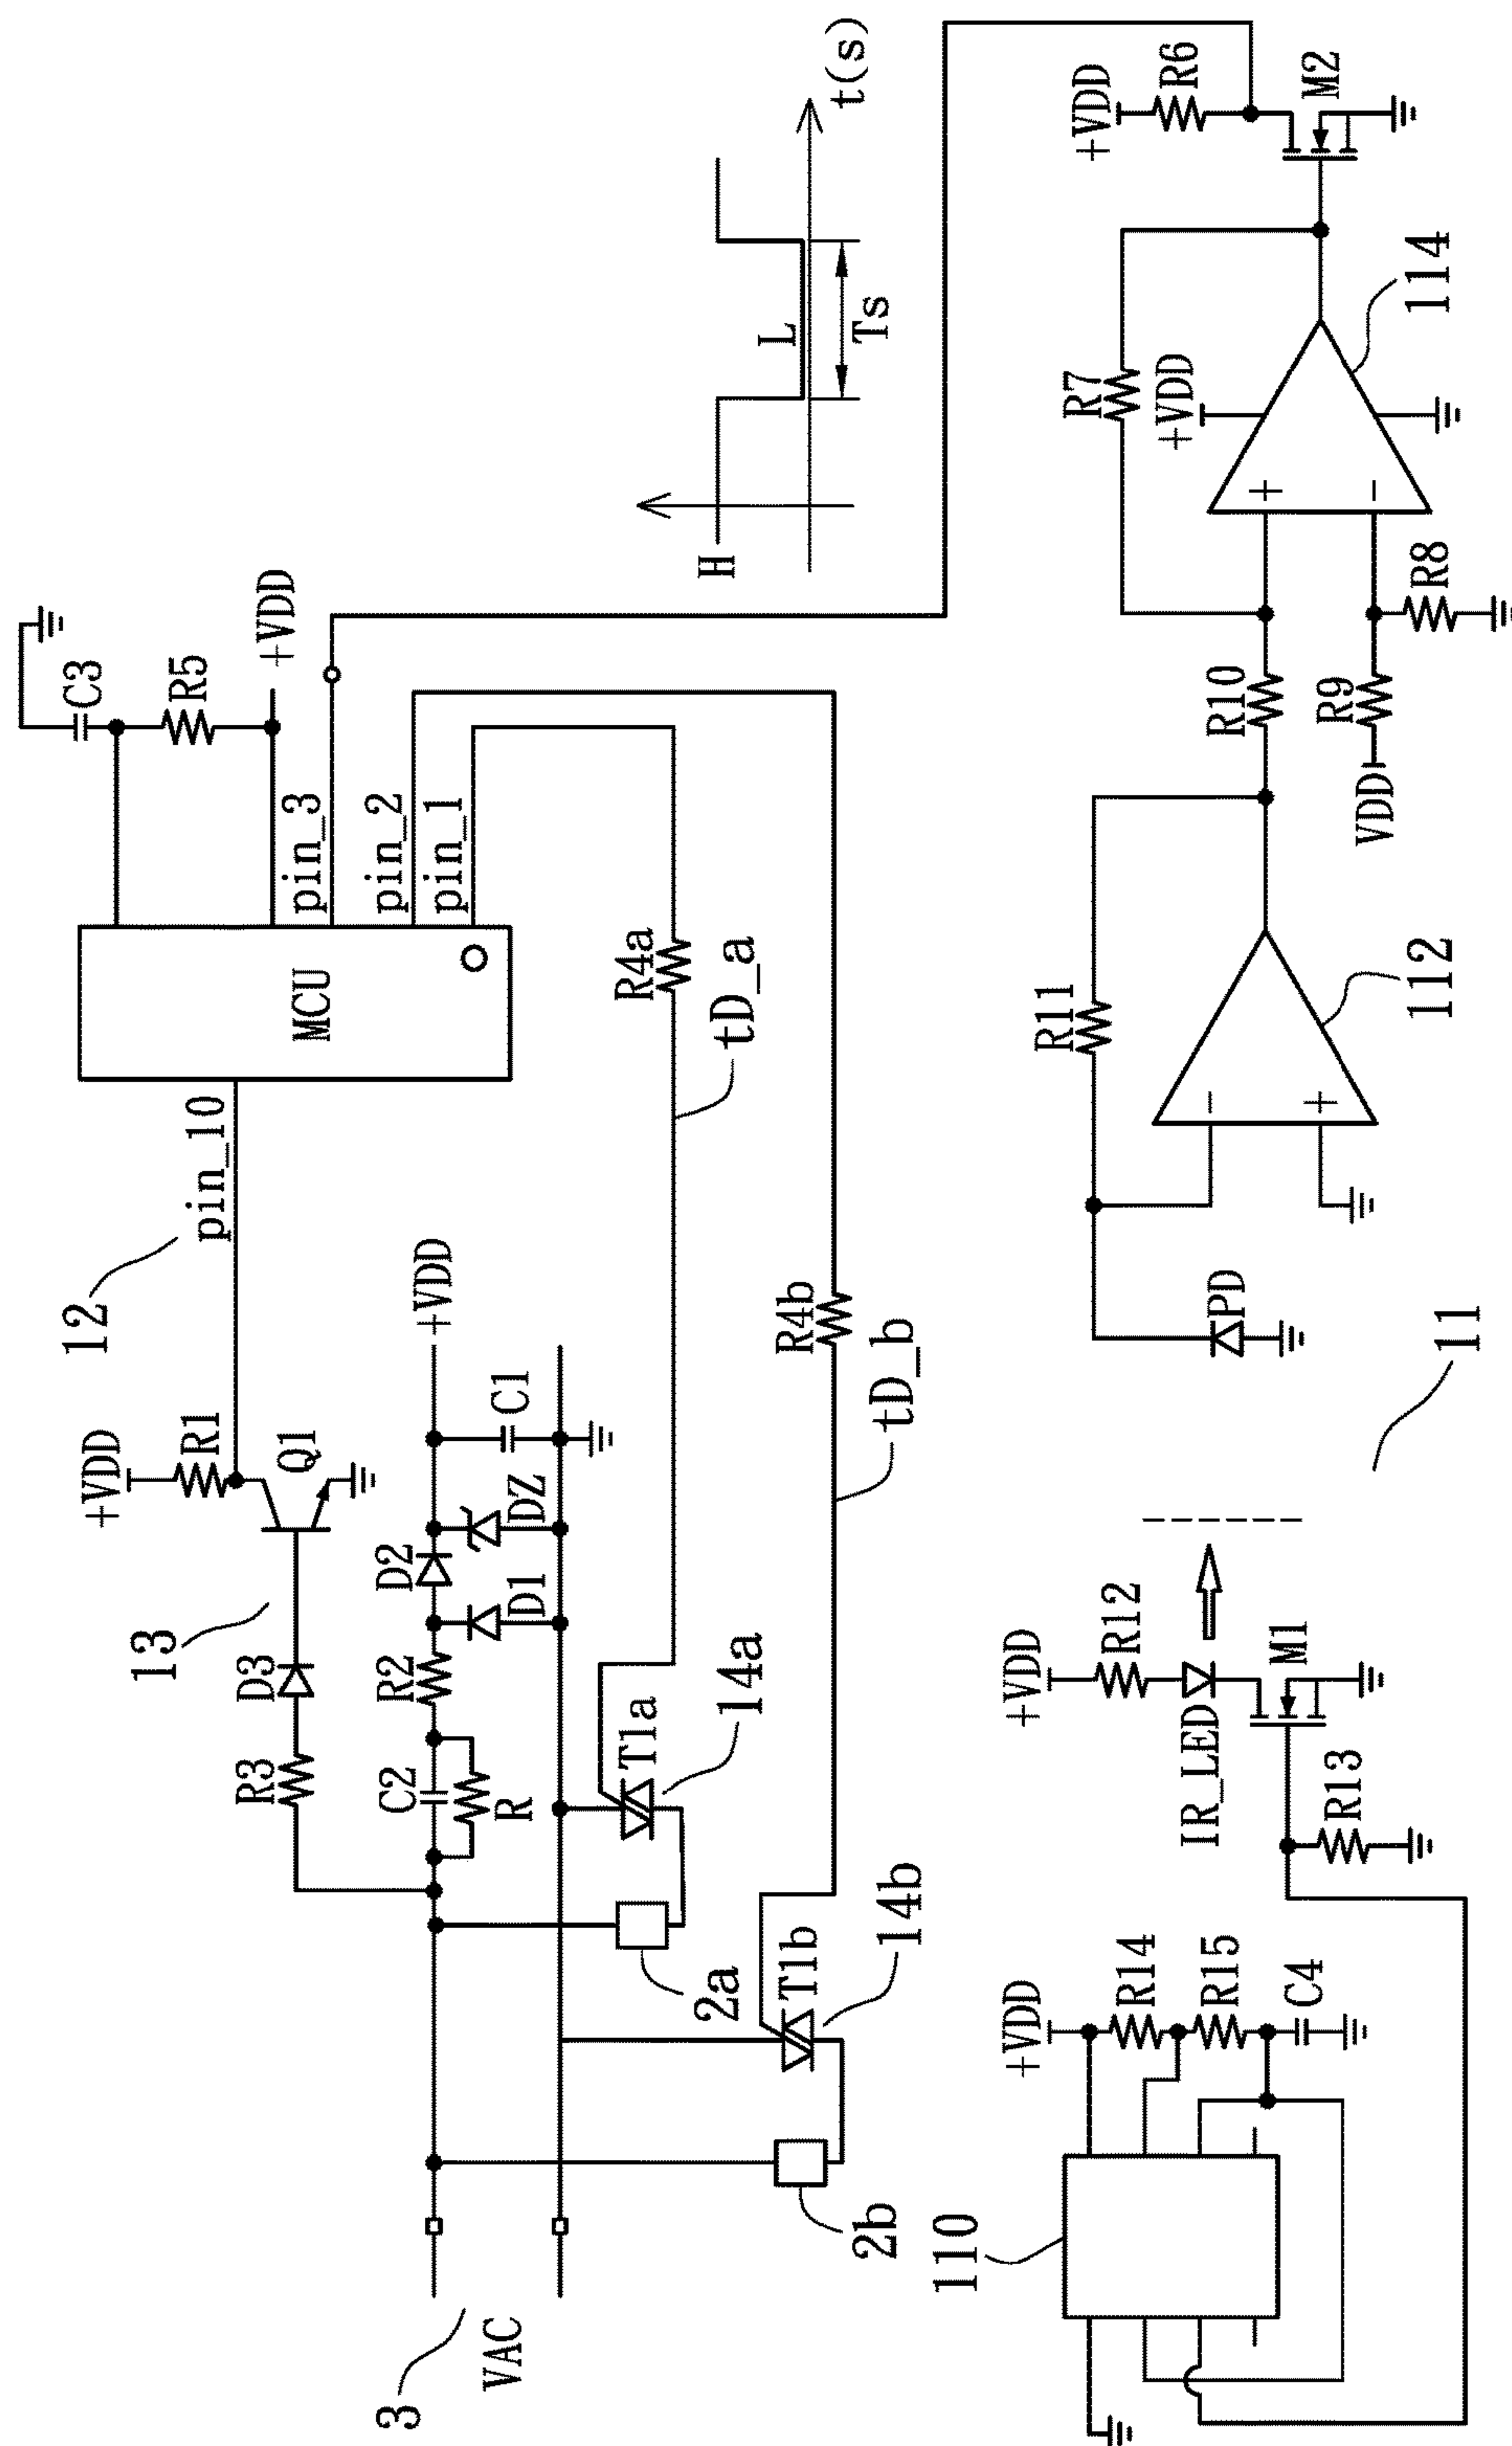 3
VAC
2b
2a
14b
T1b
14a
T1a
C2
R
R3
D3
R2
D1
D2
DZ
C1
+VDD
13
+VDD
R1
Q1
12
pin_10
MCU
pin_3
pin_2
pin_1
C3
R5
+VDD
R4a
tD_a
R4b
tD_b
H
L
Ts
t(s)
110
+VDD
R14
R15
C4
R13
+VDD
R12
IR_LED
M1
11
PD
R11
-
+
112
R10
R9
VDD
R8
R7
+VDD
+
-
114
+VDD
R6
M2